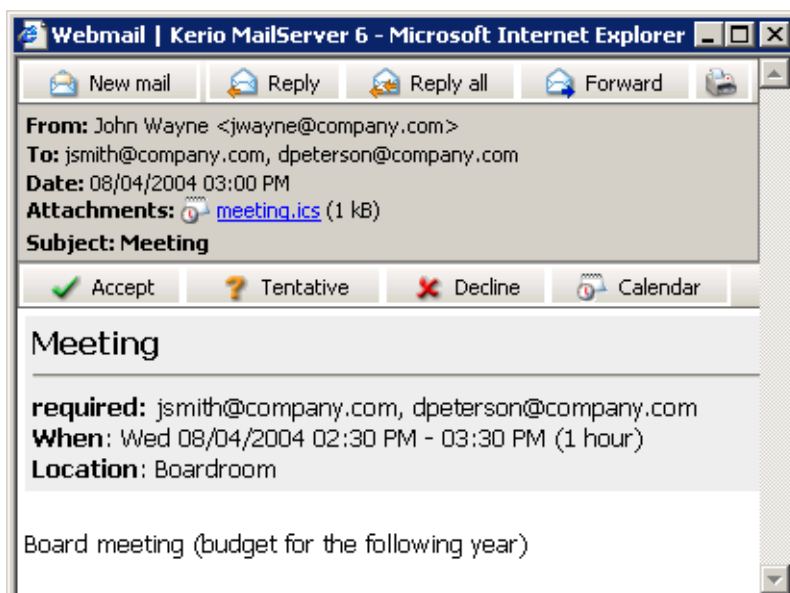 Webmail | Kerio MailServer 6 - Microsoft Internet Explorer
New mail Reply Reply all Forward
From: John Wayne <jwayne@company.com>
To: jsmith@company.com, dpeterson@company.com
Date: 08/04/2004 03:00 PM
Attachments: meeting.ics (1 kB)
Subject: Meeting
Accept Tentative Decline Calendar
Meeting
required: jsmith@company.com, dpeterson@company.com
When: Wed 08/04/2004 02:30 PM - 03:30 PM (1 hour)
Location: Boardroom
Board meeting (budget for the following year)